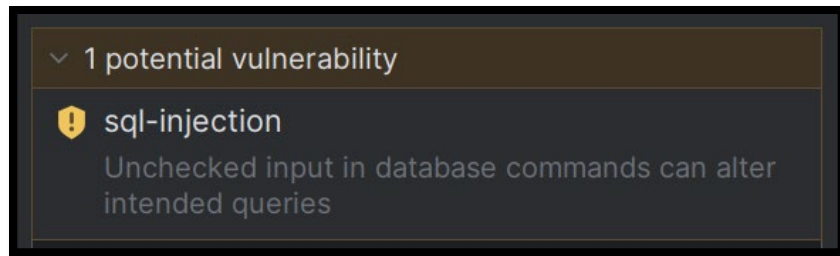 1 potential vulnerability
sql-injection
Unchecked input in database commands can alter
intended queries